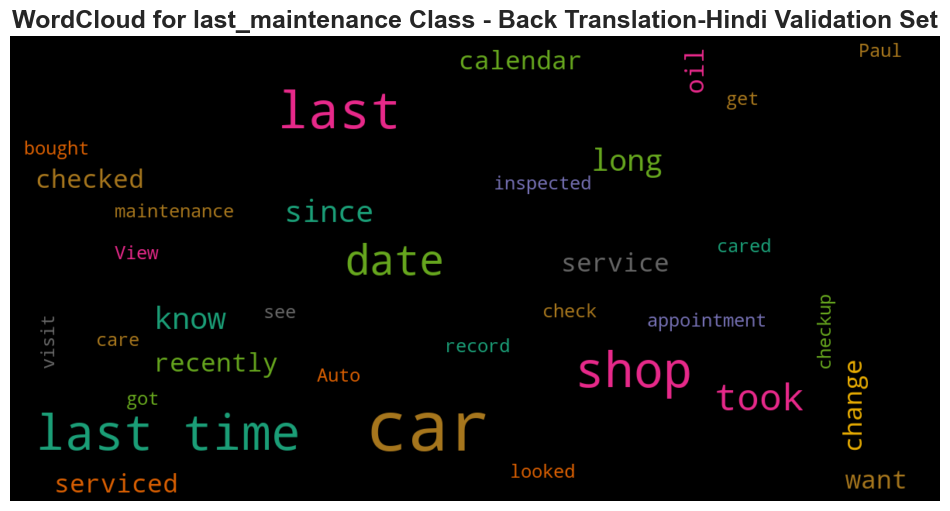 WordCloud for last_maintenance Class - Back Translation-Hindi Validation Set
Paul
calendar
oil
get
last
bought
long
checked
inspected
maintenance
since
View
cared
date
service
see
check
know
appointment
visit
care
record
checkup
recently
Auto
shop
took
change
got
last time
car
looked
serviced
want